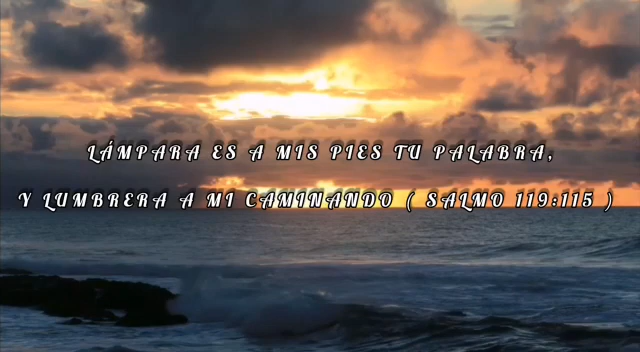 LÁMPARA ES A MIS PIES TU PALABRA,
Y LUMBRERA A MI CAMINANDO ( SALMO 119:115 )